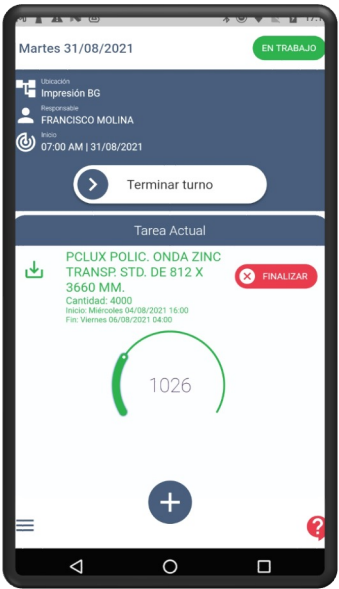 Martes 31/08/2021
EN TRABAJO
Ubicación
Impresión BG
Responsable
FRANCISCO MOLINA
Inicio
07:00 AM | 31/08/2021
Terminar turno
Tarea Actual
PCLUX POLIC. ONDA ZINC
TRANSP. STD. DE 812 X
3660 MM.
FINALIZAR
Cantidad: 4000
Inicio: Miércoles 04/08/2021 16:00
Fin: Viernes 06/08/2021 04:00
1026